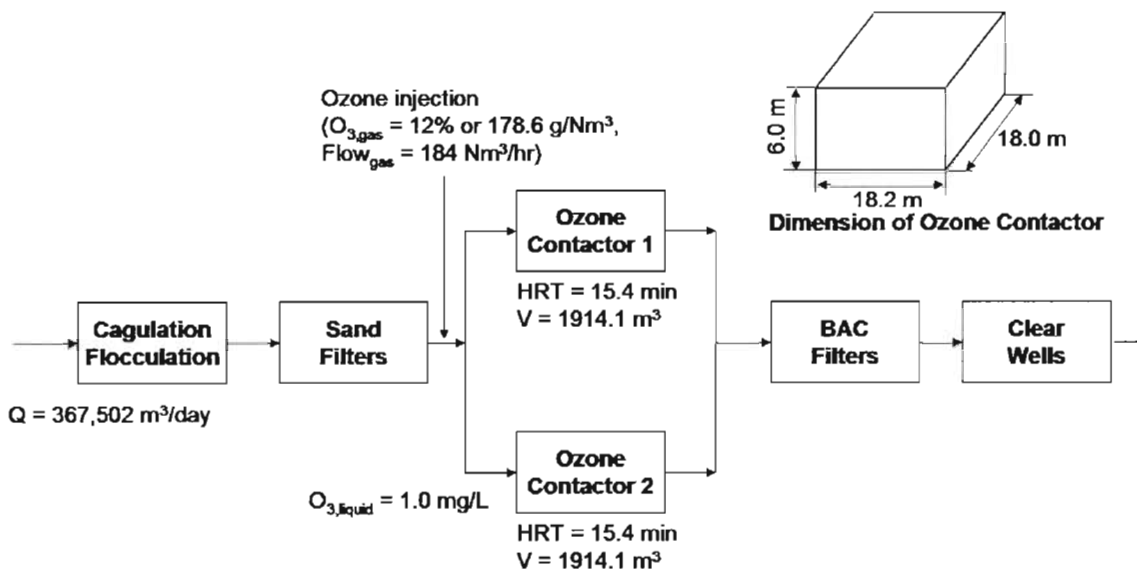 Ozone injection
(O₃,gas = 12% or 178.6 g/Nm³,
Flowgas = 184 Nm³/hr)
6.0 m
18.0 m
18.2 m
Dimension of Ozone Contactor
Ozone
Contactor 1
HRT = 15.4 min
V = 1914.1 m³
Cagulation
Flocculation
Sand
Filters
BAC
Filters
Clear
Wells
Q = 367,502 m³/day
O₃,liquid = 1.0 mg/L
Ozone
Contactor 2
HRT = 15.4 min
V = 1914.1 m³